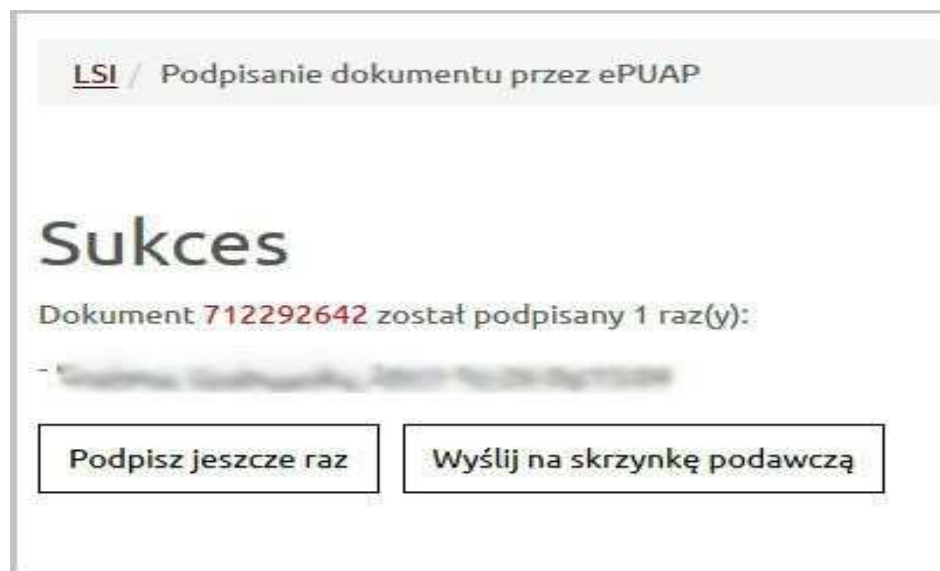 LSI / Podpisanie dokumentu przez ePUAP
Sukces
Dokument 712292642 został podpisany 1 raz(y):
-
Podpisz jeszcze raz
Wyślij na skrzynkę podawczą